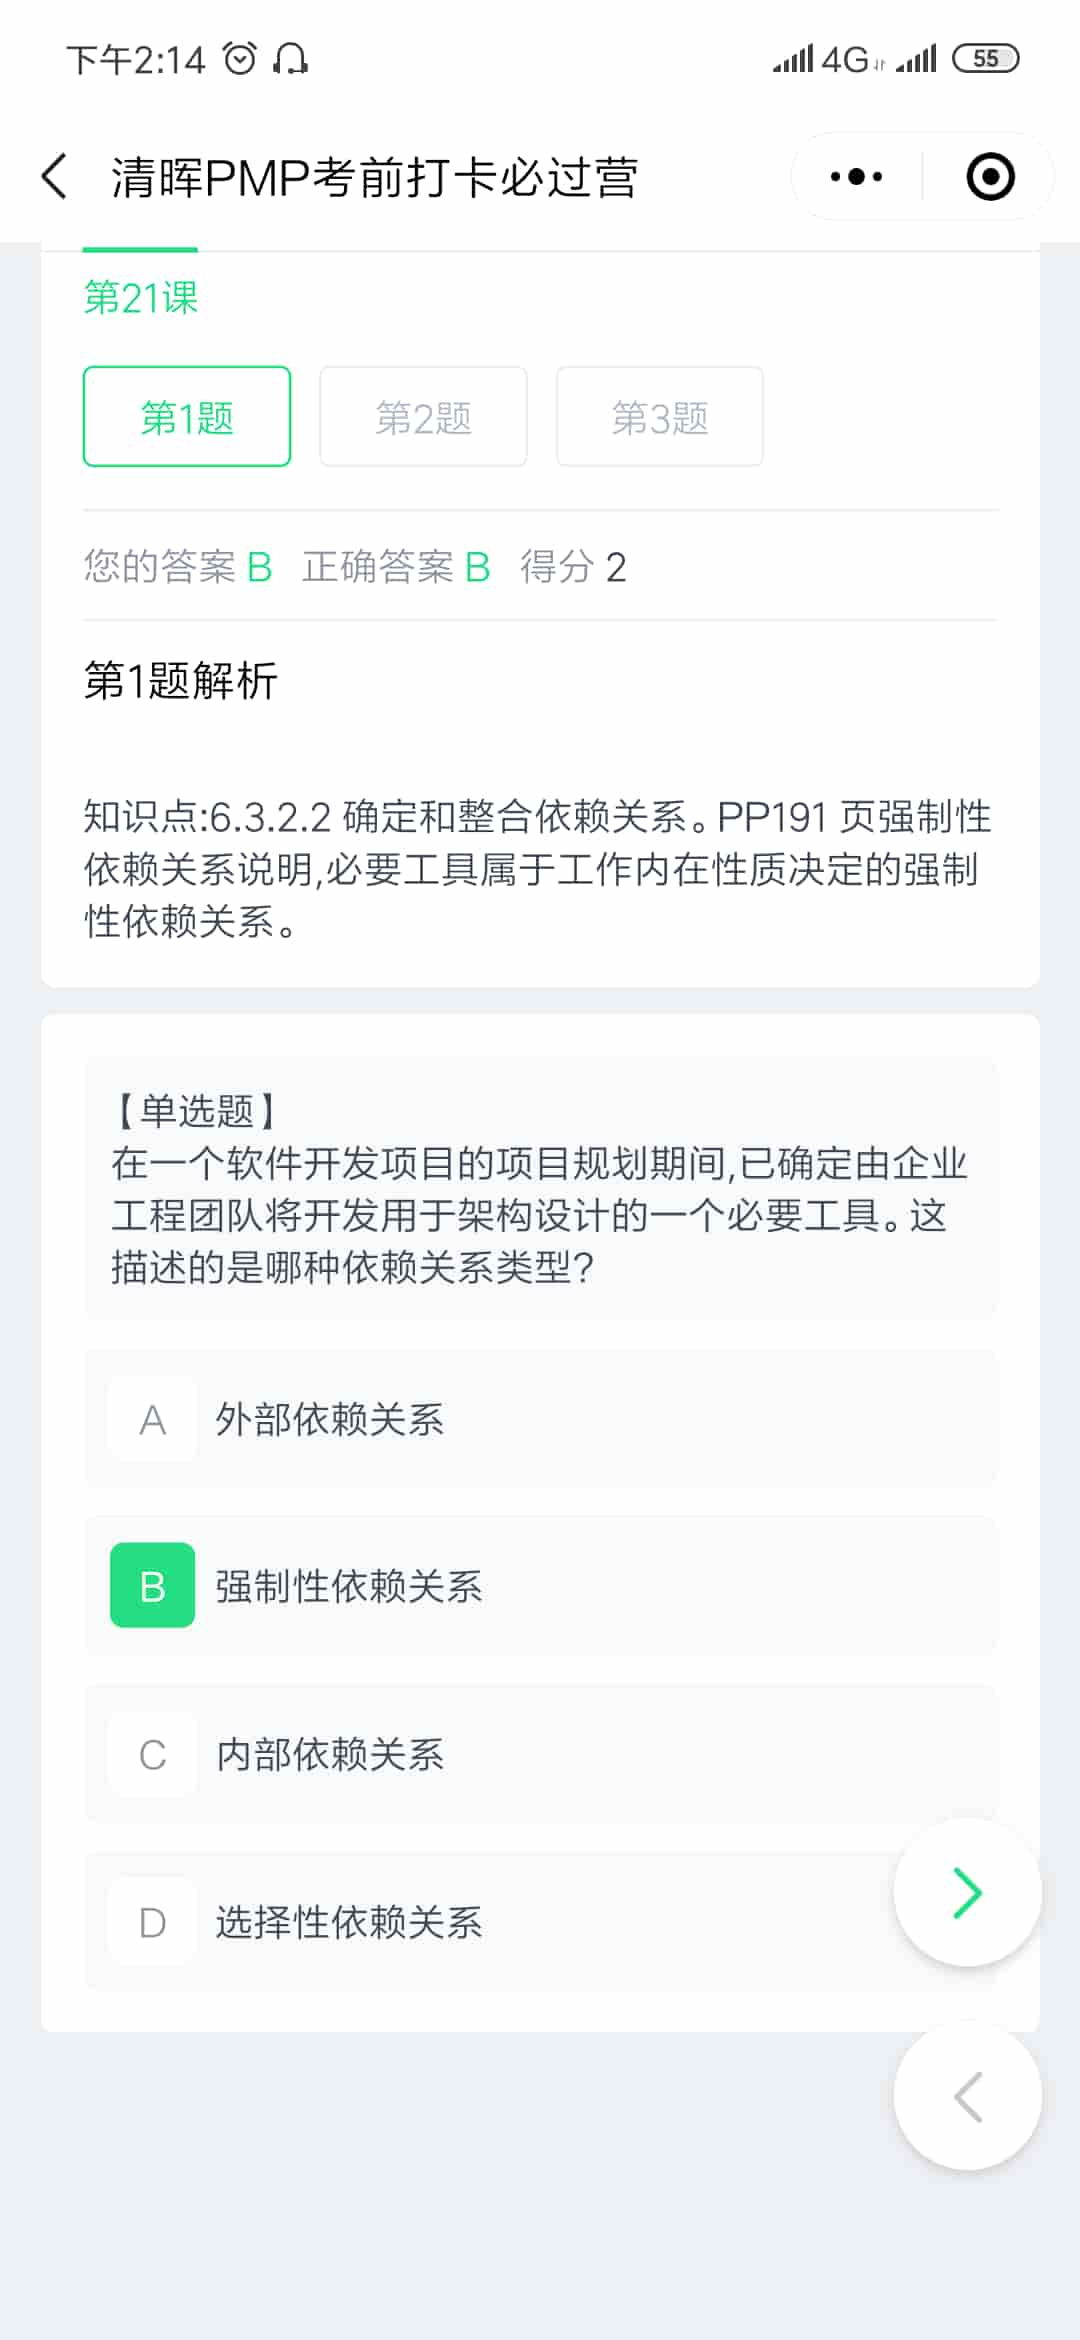 下午2:14 4G 55
清晖PMP考前打卡必过营
第21课
第1题 第2题 第3题
您的答案 B 正确答案 B 得分 2
第1题解析
知识点:6.3.2.2 确定和整合依赖关系。PP191 页强制性
依赖关系说明,必要工具属于工作内在性质决定的强制
性依赖关系。
【单选题】
在一个软件开发项目的项目规划期间,已确定由企业
工程团队将开发用于架构设计的一个必要工具。这
描述的是哪种依赖关系类型?
A 外部依赖关系
B 强制性依赖关系
C 内部依赖关系
D 选择性依赖关系